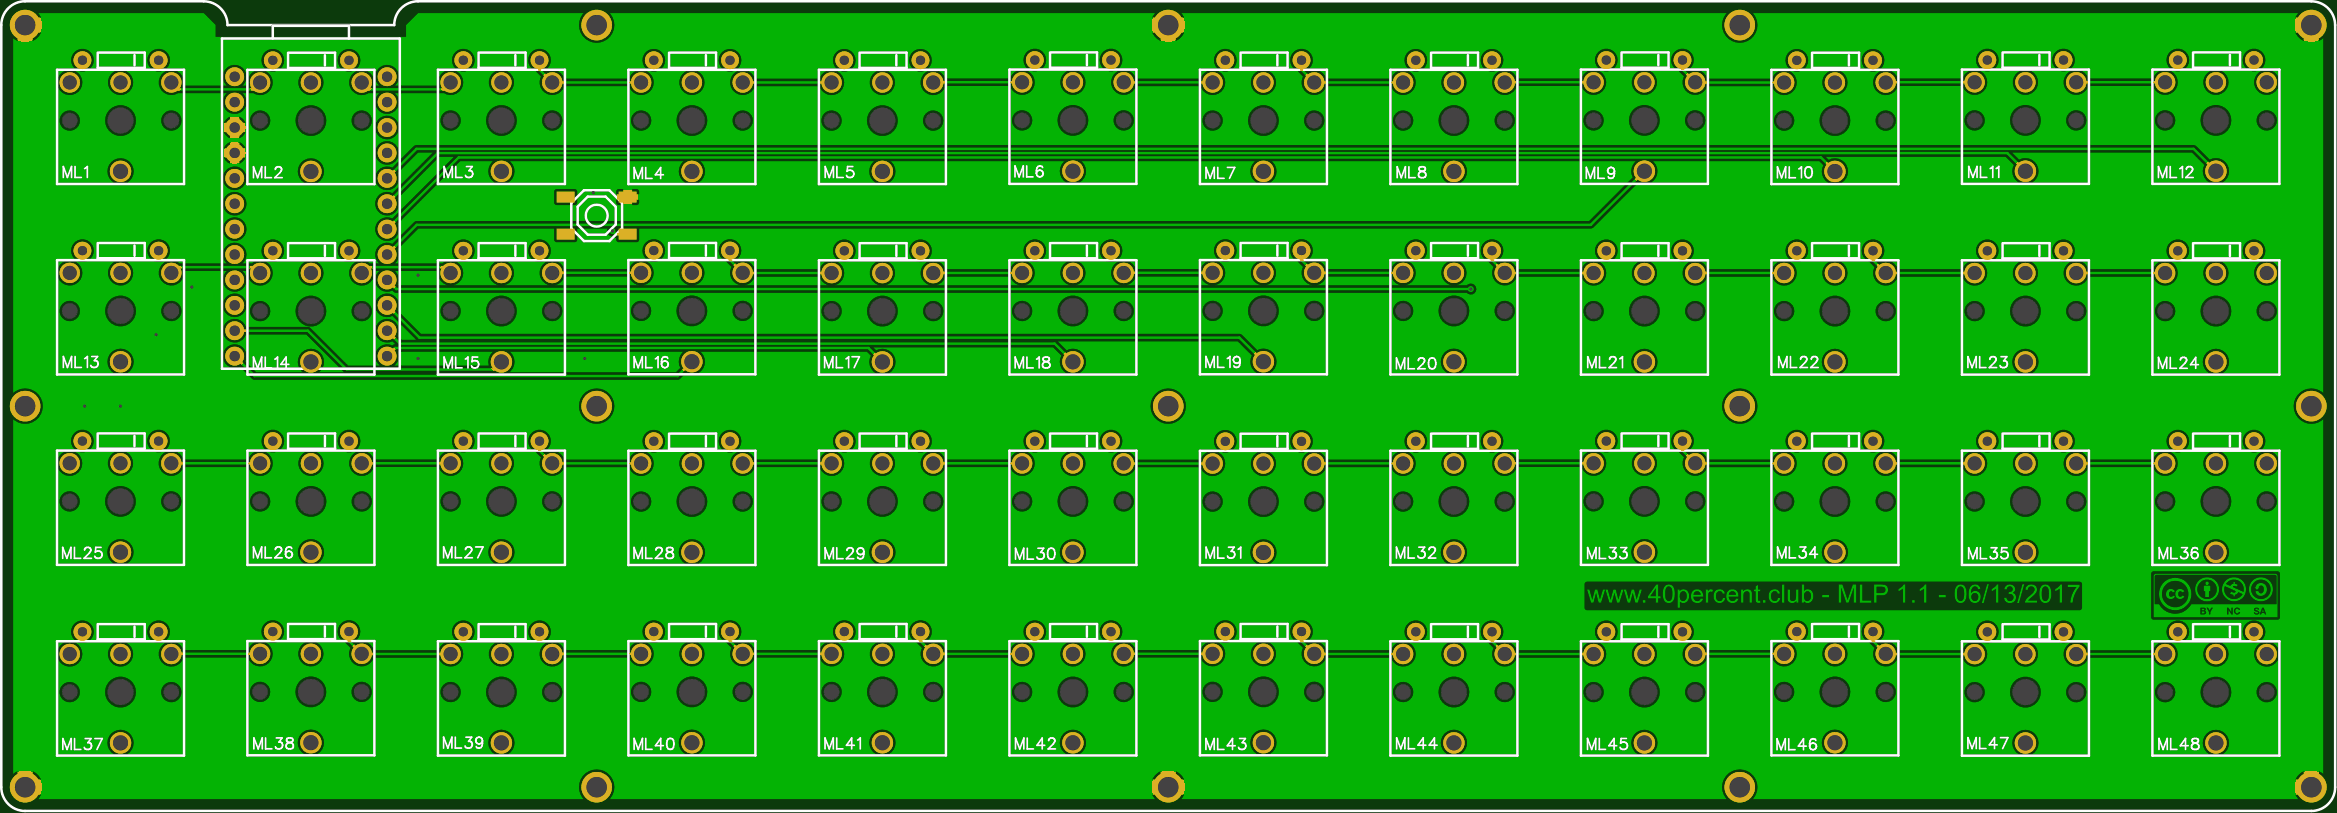 ML1 ML2 ML3 ML4 ML5 ML6 ML7 ML8 ML9 ML10 ML11 ML12
ML13 ML14 ML15 ML16 ML17 ML18 ML19 ML20 ML21 ML22 ML23 ML24
ML25 ML26 ML27 ML28 ML29 ML30 ML31 ML32 ML33 ML34 ML35 ML36
www.40percent.club - MLP 1.1 - 06/13/2017
cc
BY NC SA
ML37 ML38 ML39 ML40 ML41 ML42 ML43 ML44 ML45 ML46 ML47 ML48